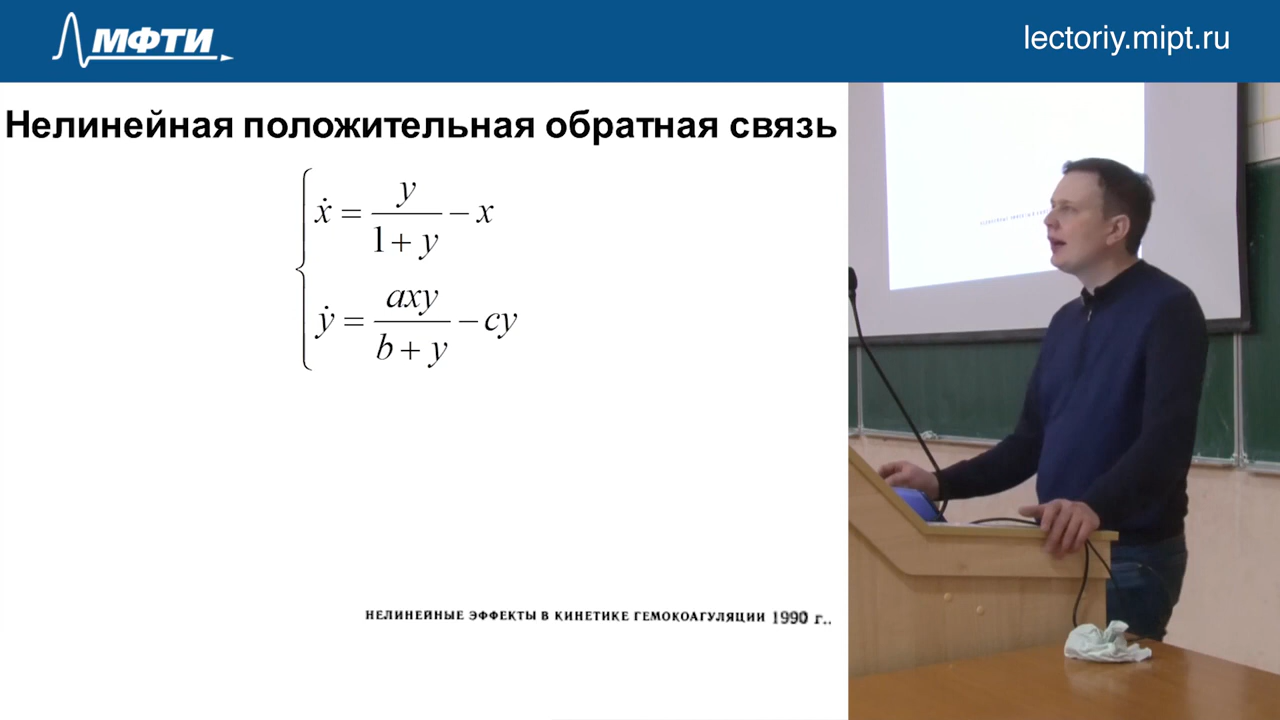 МФТИ
lectoriy.mipt.ru
Нелинейная положительная обратная связь
ẋ = y / (1 + y) − x
ẏ = axy / (b + y) − cy
НЕЛИНЕЙНЫЕ ЭФФЕКТЫ В КИНЕТИКЕ ГЕМОКОАГУЛЯЦИИ 1990 г..